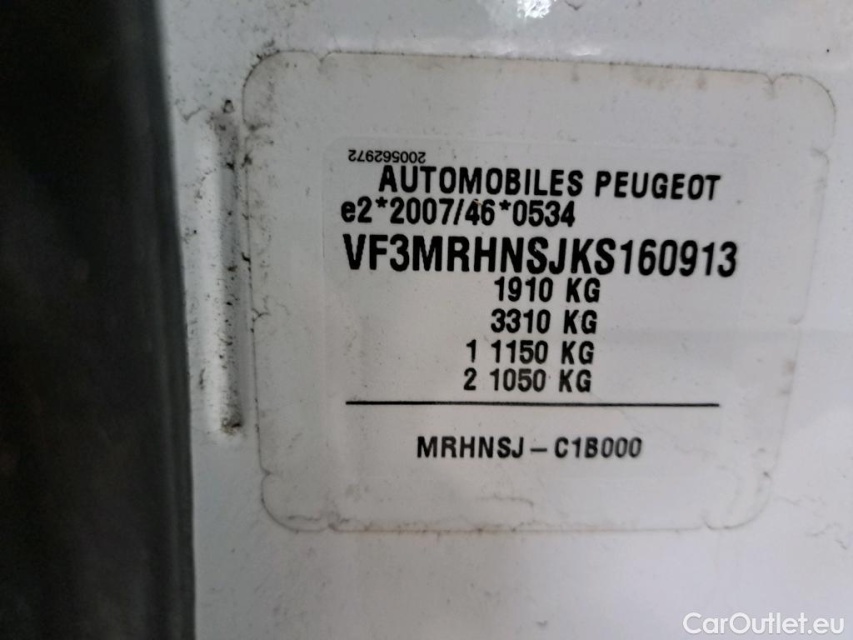 200562972
AUTOMOBILES PEUGEOT
e2*2007/46*0534
VF3MRHNSJKS160913
1910 KG
3310 KG
1 1150 KG
2 1050 KG
MRHNSJ – C1B000
CarOutlet.eu